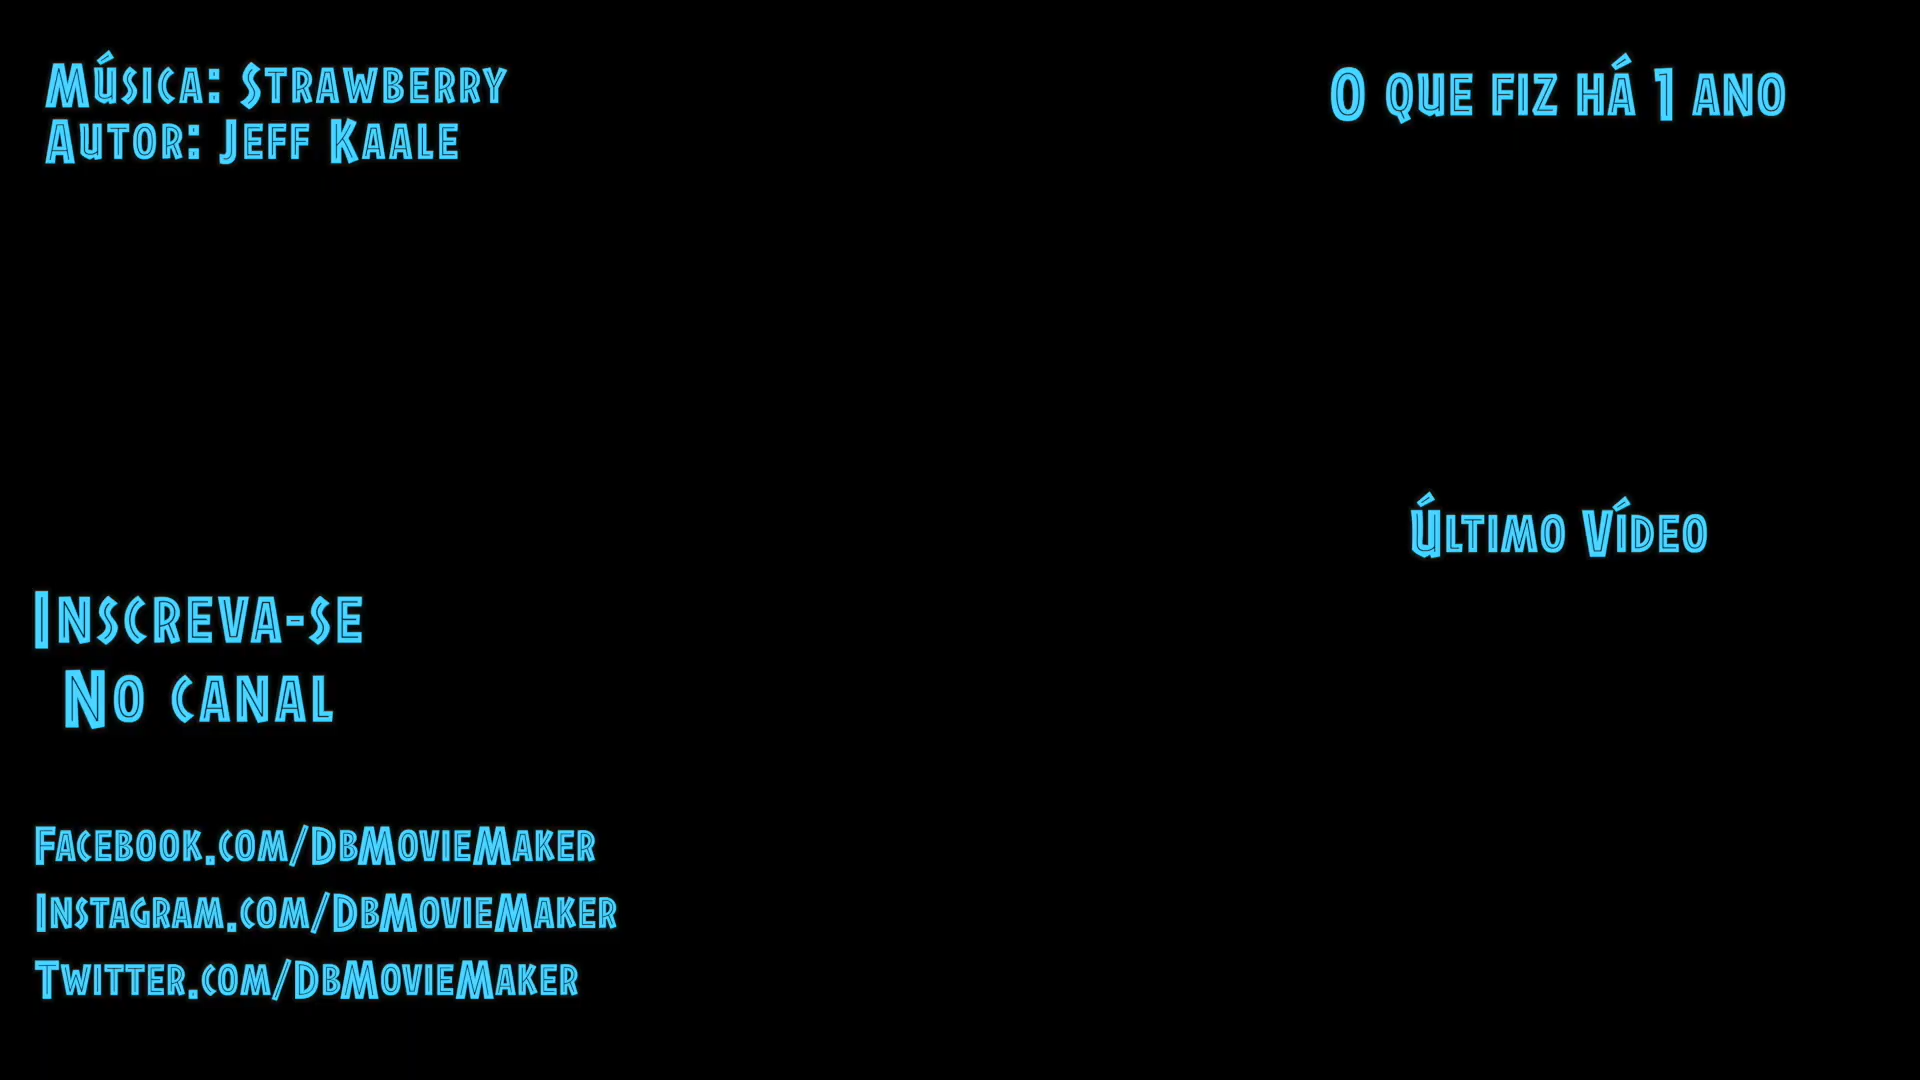 Música: Strawberry
Autor: Jeff Kaale
O que fiz há 1 ano
Último Vídeo
Inscreva-se
No canal
Facebook.com/DbMovieMaker
Instagram.com/DbMovieMaker
Twitter.com/DbMovieMaker